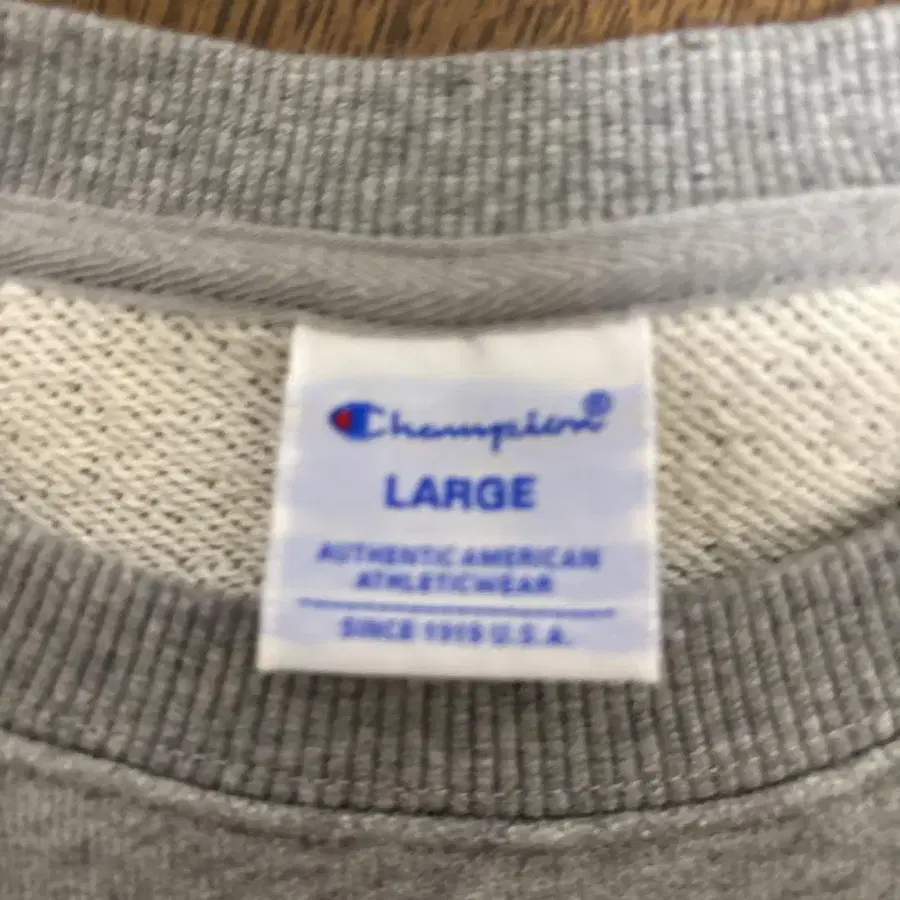 Champion®
LARGE
AUTHENTIC AMERICAN
ATHLETICWEAR
SINCE 1919 U.S.A.